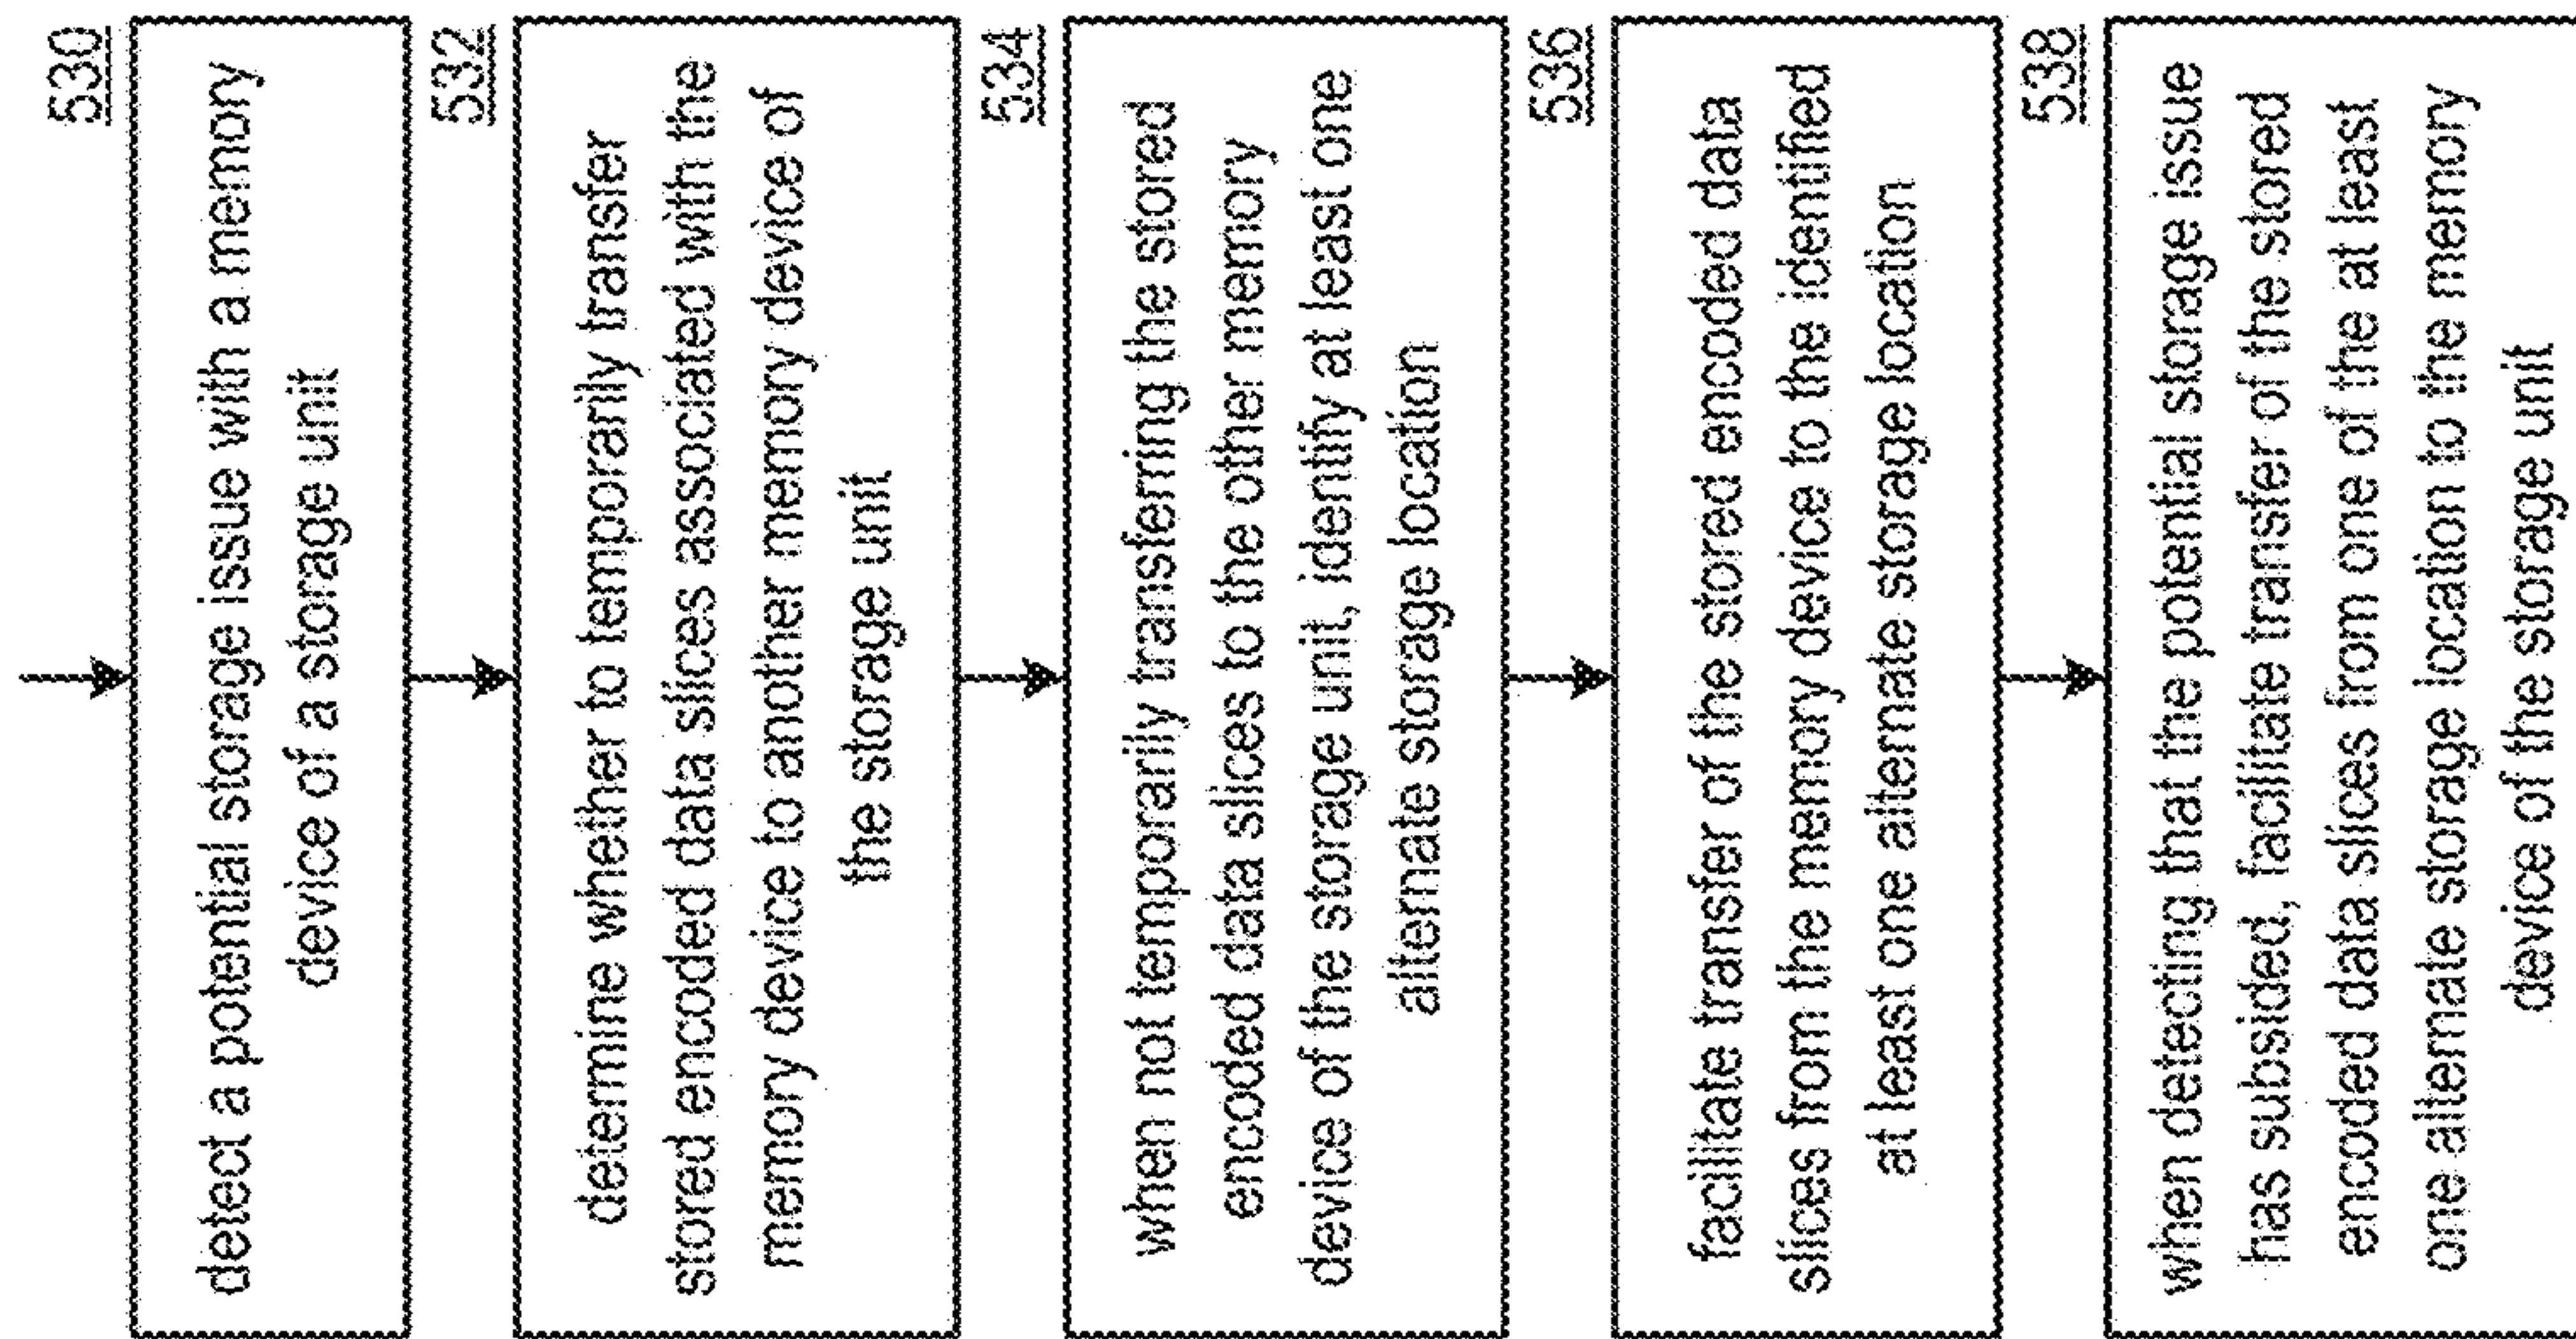 530
detect a potential storage issue with a memory
device of a storage unit
532
determine whether to temporarily transfer
stored encoded data slices associated with the
memory device to another memory device of
the storage unit
534
when not temporarily transferring the stored
encoded data slices to the other memory
device of the storage unit, identify at least one
alternate storage location
536
facilitate transfer of the stored encoded data
slices from the memory device to the identified
at least one alternate storage location
538
when detecting that the potential storage issue
has subsided, facilitate transfer of the stored
encoded data slices from one of the at least
one alternate storage location to the memory
device of the storage unit